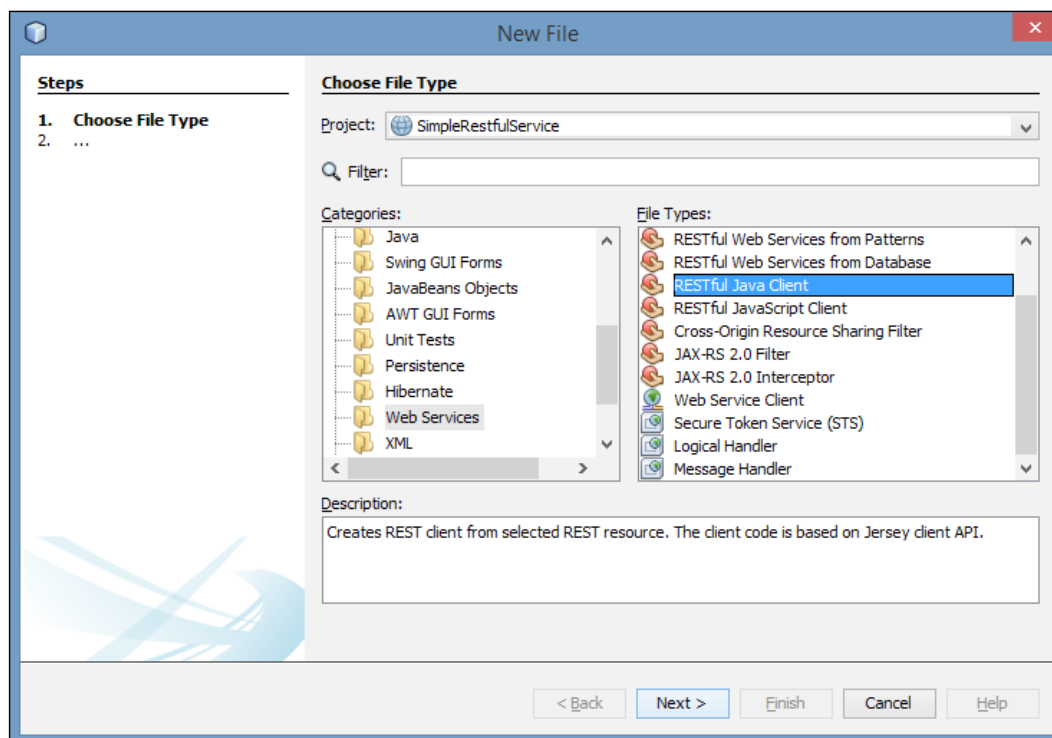 New File
Steps
1. Choose File Type
2. ...
Choose File Type
Project: SimpleRestfulService
Filter:
Categories:
Java
Swing GUI Forms
JavaBeans Objects
AWT GUI Forms
Unit Tests
Persistence
Hibernate
Web Services
XML
File Types:
RESTful Web Services from Patterns
RESTful Web Services from Database
RESTful Java Client
RESTful JavaScript Client
Cross-Origin Resource Sharing Filter
JAX-RS 2.0 Filter
JAX-RS 2.0 Interceptor
Web Service Client
Secure Token Service (STS)
Logical Handler
Message Handler
Description:
Creates REST client from selected REST resource. The client code is based on Jersey client API.
< Back Next > Finish Cancel Help